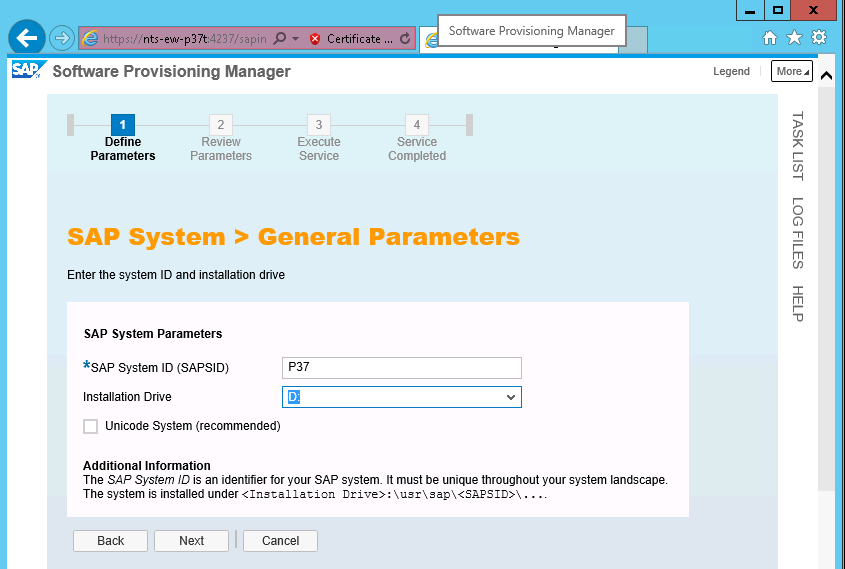 https://nts-ew-p37t:4237/sapin
Certificate ...
Software Provisioning Manager
SAP Software Provisioning Manager
Legend
More
1
2
3
4
Define Parameters
Review Parameters
Execute Service
Service Completed
TASK LIST
LOG FILES
HELP
SAP System > General Parameters
Enter the system ID and installation drive
SAP System Parameters
*SAP System ID (SAPSID)
P37
Installation Drive
D:
Unicode System (recommended)
Additional Information
The SAP System ID is an identifier for your SAP system. It must be unique throughout your system landscape.
The system is installed under <Installation Drive>:\usr\sap\<SAPSID>\....
Back
Next
Cancel